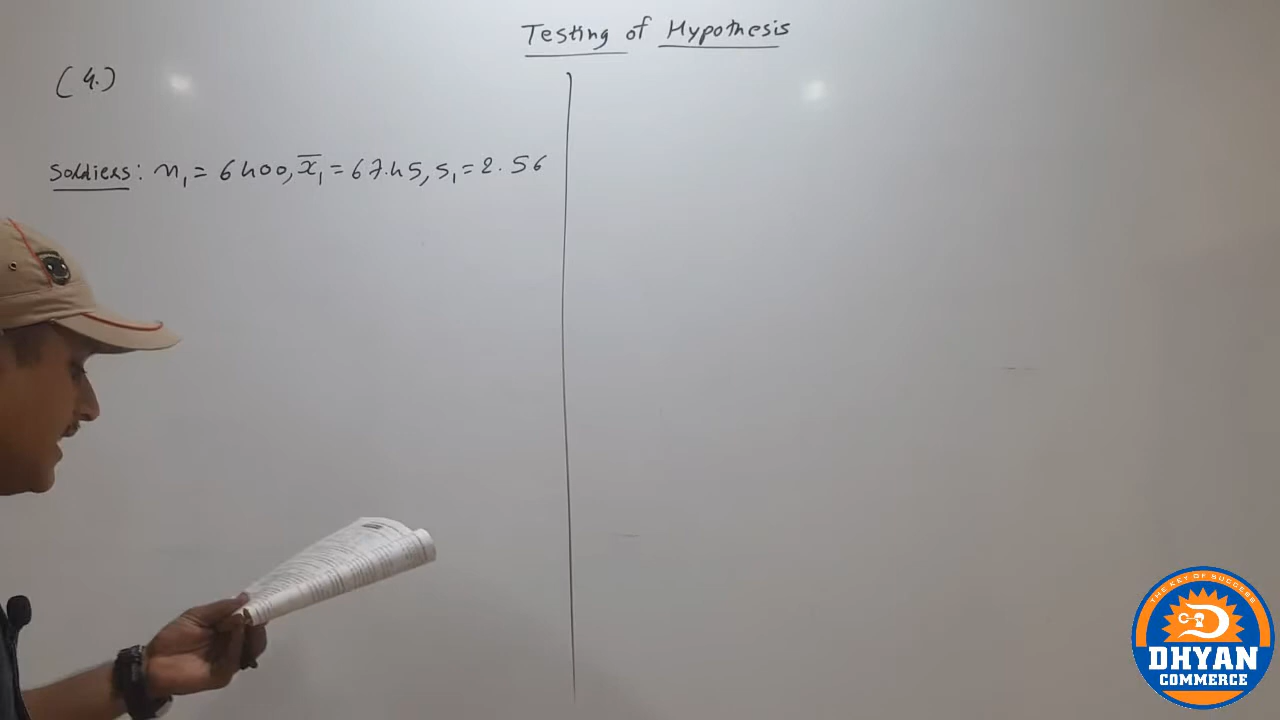 Testing of Hypothesis
(4.)
Soldiers: n₁ = 6400, x̄₁ = 67.45, s₁ = 2.56
THE KEY OF SUCCESS
DHYAN
COMMERCE